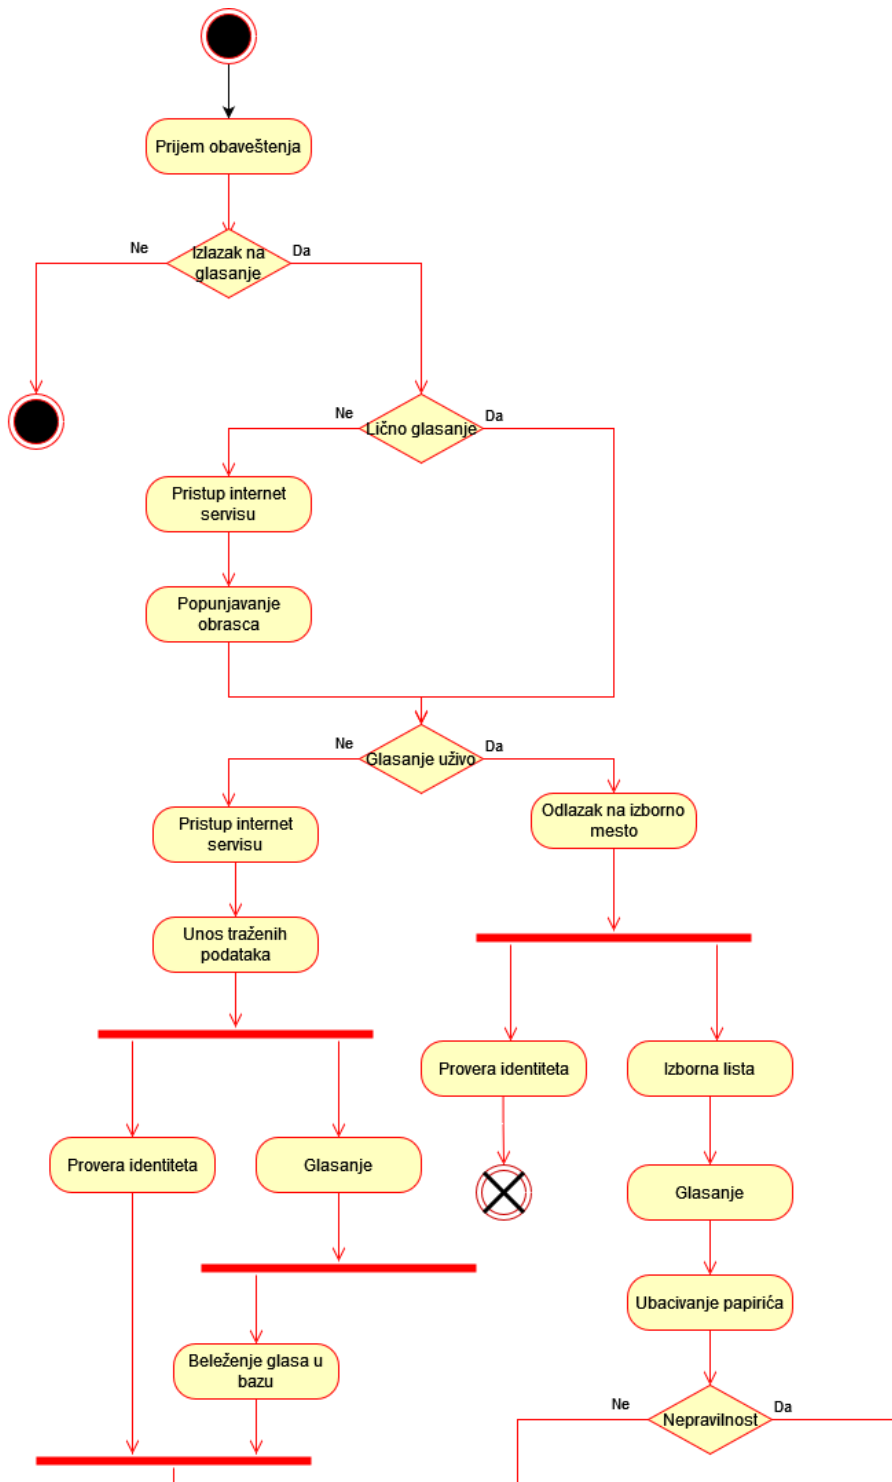 Prijem obaveštenja
Ne
Izlazak na
glasanje
Da
Ne
Lično glasanje
Da
Pristup internet
servisu
Popunjavanje
obrasca
Ne
Glasanje uživo
Da
Pristup internet
servisu
Odlazak na izborno
mesto
Unos traženih
podataka
Provera identiteta
Izborna lista
Provera identiteta
Glasanje
Glasanje
Ubacivanje papirića
Beleženje glasa u
bazu
Ne
Nepravilnost
Da